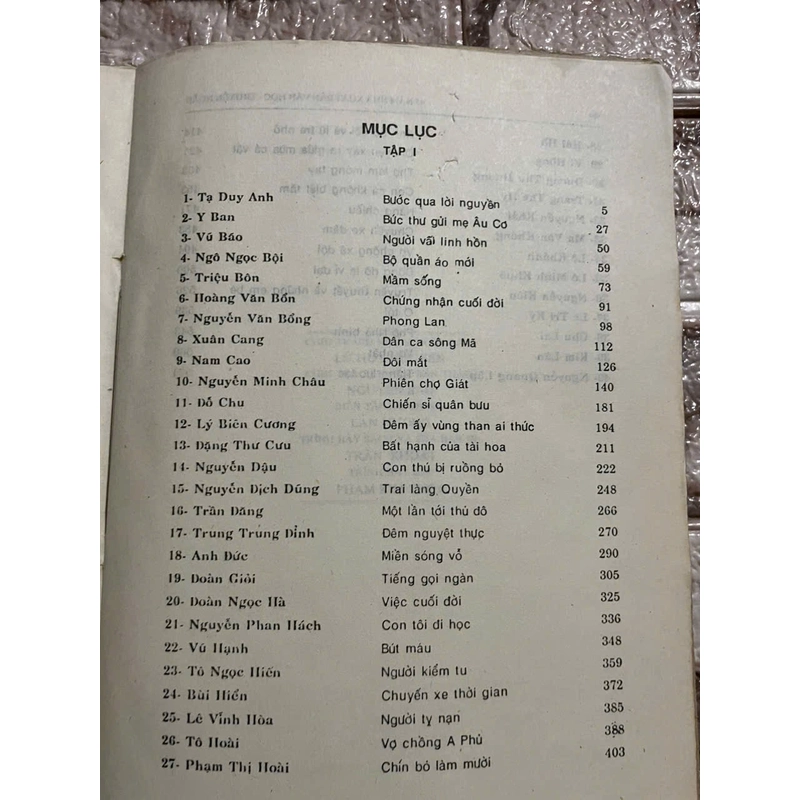 MỤC LỤC
TẬP I
1- Tạ Duy Anh Bước qua lời nguyền 5
2- Y Ban Bức thư gửi mẹ Âu Cơ 27
3- Vũ Bão Người vãi linh hồn 50
4- Ngô Ngọc Bội Bộ quần áo mới 59
5- Triệu Bôn Mầm sống 73
6- Hoàng Văn Bổn Chứng nhận cuối đời 91
7- Nguyễn Văn Bổng Phong Lan 98
8- Xuân Cang Dân ca sông Mã 112
9- Nam Cao Đôi mắt 126
10- Nguyễn Minh Châu Phiên chợ Giát 140
11- Đỗ Chu Chiến sĩ quân bưu 181
12- Lý Biên Cương Đêm ấy vùng than ai thức 194
13- Đặng Thư Cưu Bất hạnh của tài hoa 211
14- Nguyễn Dậu Con thú bị ruồng bỏ 222
15- Nguyễn Địch Dũng Trai làng Quyền 248
16- Trần Đăng Một lần tới thủ đô 266
17- Trung Trung Đỉnh Đêm nguyệt thực 270
18- Anh Đức Miền sóng vỗ 290
19- Đoàn Giỏi Tiếng gọi ngàn 305
20- Đoàn Ngọc Hà Việc cuối đời 325
21- Nguyễn Phan Hách Con tôi đi học 336
22- Vũ Hạnh Bút máu 348
23- Tô Ngọc Hiến Người kiểm tu 359
24- Bùi Hiển Chuyến xe thời gian 372
25- Lê Vĩnh Hòa Người tỵ nạn 385
26- Tô Hoài Vợ chồng A Phủ 388
27- Phạm Thị Hoài Chín bỏ làm mười 403